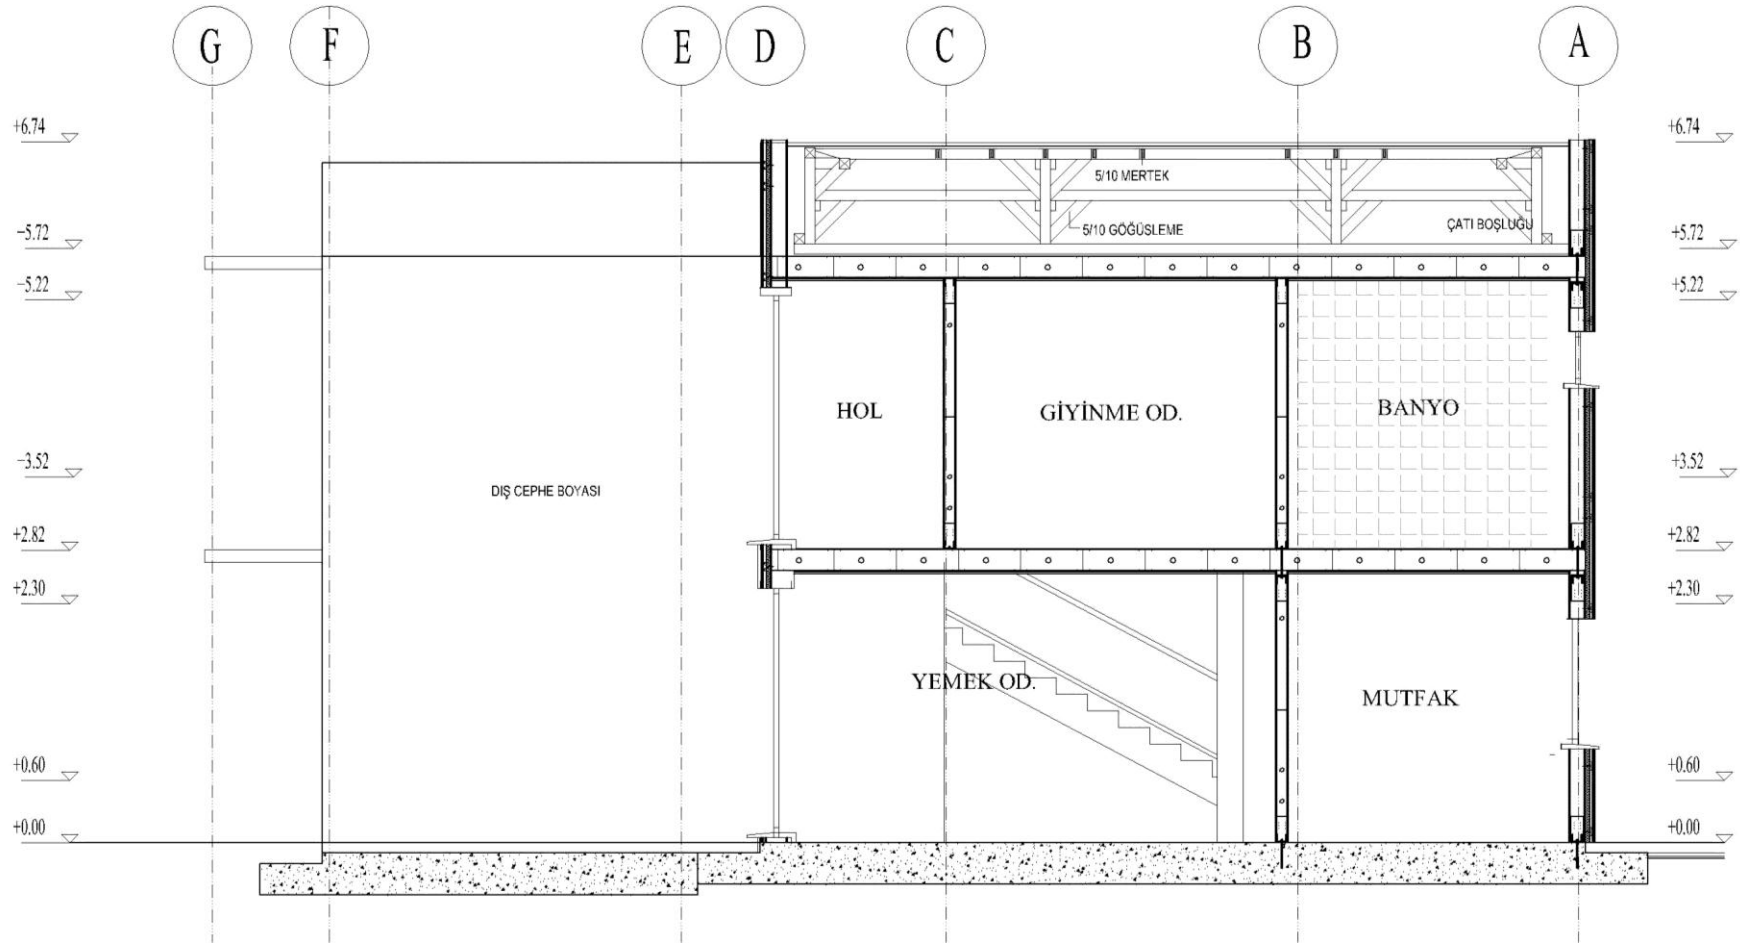 G F E D C B A
+6.74 +6.74
5/10 MERTEK
−5.72 5/10 GÖĞÜSLEME ÇATI BOŞLUĞU +5.72
−5.22 +5.22
HOL GİYİNME OD. BANYO
−3.52 +3.52
DIŞ CEPHE BOYASI
+2.82 +2.82
+2.30 +2.30
YEMEK OD. MUTFAK
+0.60 +0.60
+0.00 +0.00